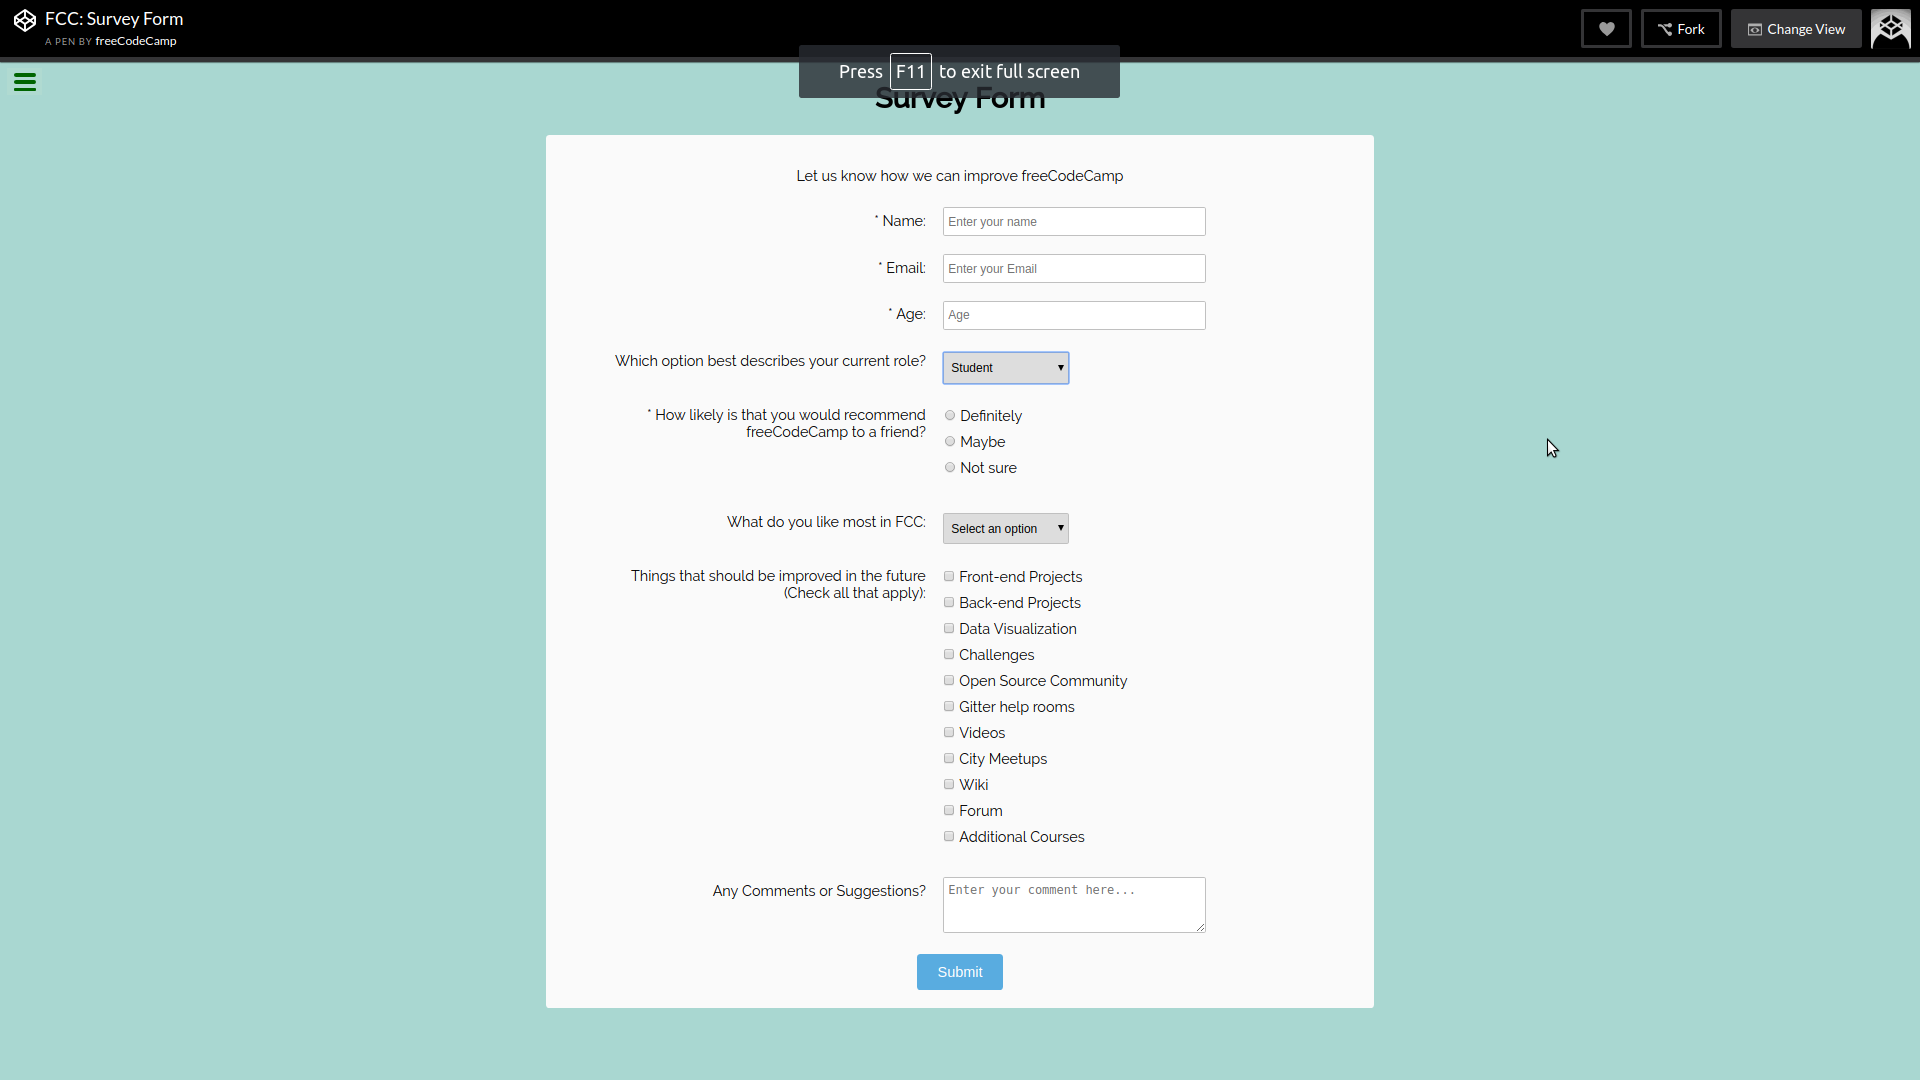 FCC: Survey Form
A PEN BY freeCodeCamp
Fork
Change View
Press F11 to exit full screen
Survey Form
Let us know how we can improve freeCodeCamp
* Name:
Enter your name
* Email:
Enter your Email
* Age:
Age
Which option best describes your current role?
Student
* How likely is that you would recommend
freeCodeCamp to a friend?
Definitely
Maybe
Not sure
What do you like most in FCC:
Select an option
Things that should be improved in the future
(Check all that apply):
Front-end Projects
Back-end Projects
Data Visualization
Challenges
Open Source Community
Gitter help rooms
Videos
City Meetups
Wiki
Forum
Additional Courses
Any Comments or Suggestions?
Enter your comment here...
Submit